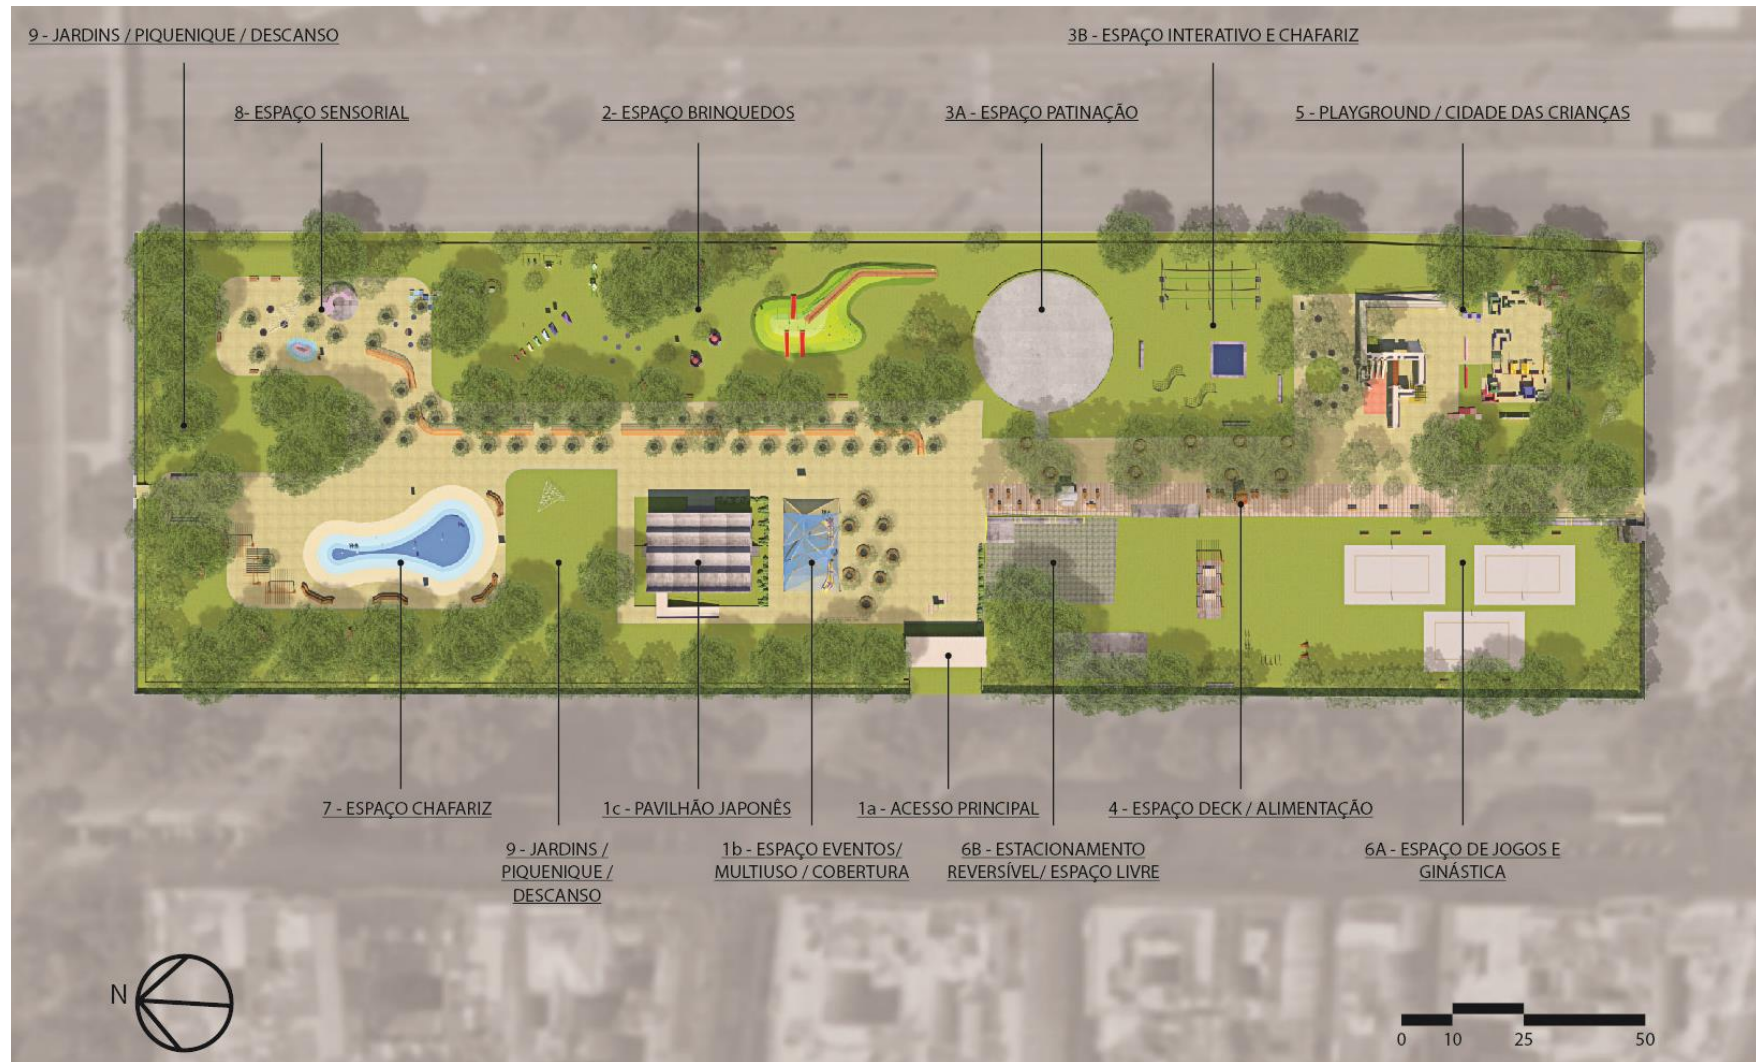 9 - JARDINS / PIQUENIQUE / DESCANSO
3B - ESPAÇO INTERATIVO E CHAFARIZ
8- ESPAÇO SENSORIAL
2- ESPAÇO BRINQUEDOS
3A - ESPAÇO PATINAÇÃO
5 - PLAYGROUND / CIDADE DAS CRIANÇAS
7 - ESPAÇO CHAFARIZ
1c - PAVILHÃO JAPONÊS
1a - ACESSO PRINCIPAL
4 - ESPAÇO DECK / ALIMENTAÇÃO
9 - JARDINS /
PIQUENIQUE /
DESCANSO
1b - ESPAÇO EVENTOS/
MULTIUSO / COBERTURA
6B - ESTACIONAMENTO
REVERSÍVEL/ ESPAÇO LIVRE
6A - ESPAÇO DE JOGOS E
GINÁSTICA
N
0 10 25 50